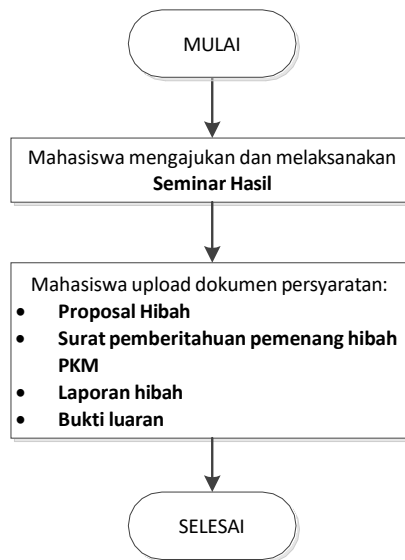 MULAI
Mahasiswa mengajukan dan melaksanakan
Seminar Hasil
Mahasiswa upload dokumen persyaratan:
• Proposal Hibah
• Surat pemberitahuan pemenang hibah
PKM
• Laporan hibah
• Bukti luaran
SELESAI